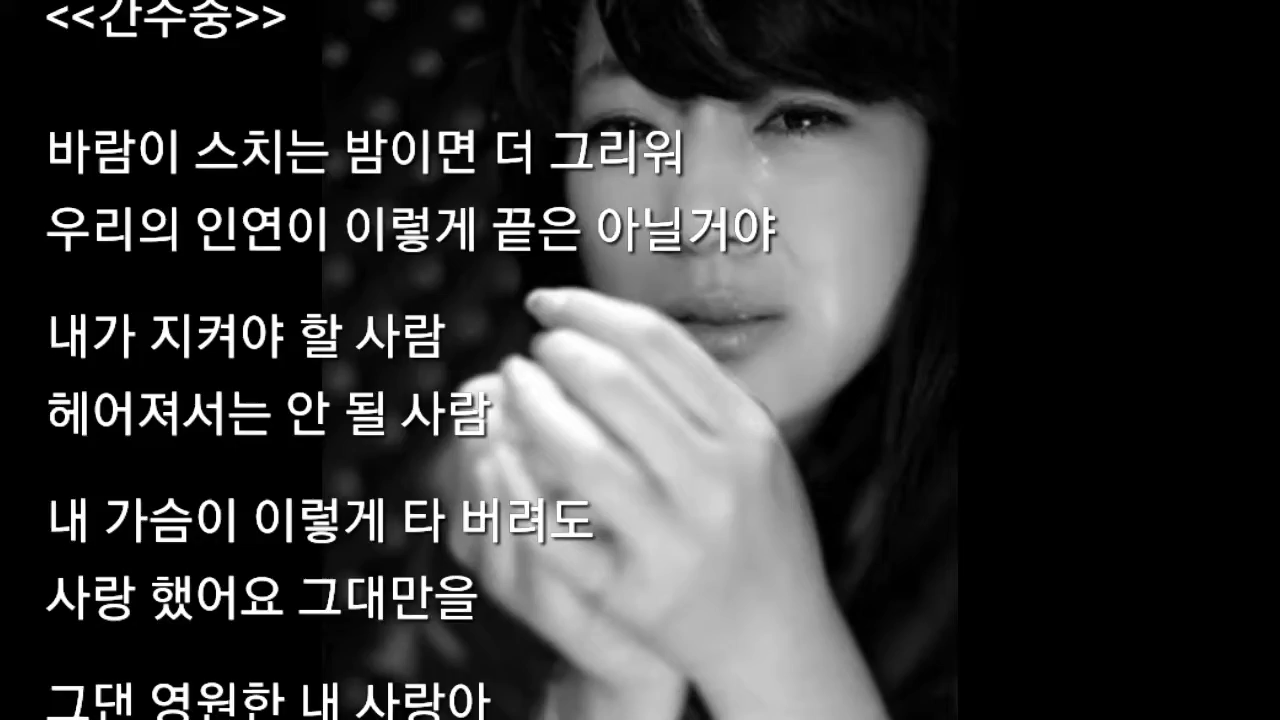 <<간주중>>
바람이 스치는 밤이면 더 그리워
우리의 인연이 이렇게 끝은 아닐거야
내가 지켜야 할 사람
헤어져서는 안 될 사람
내 가슴이 이렇게 타 버려도
사랑 했어요 그대만을
그댄 영원한 내 사랑아